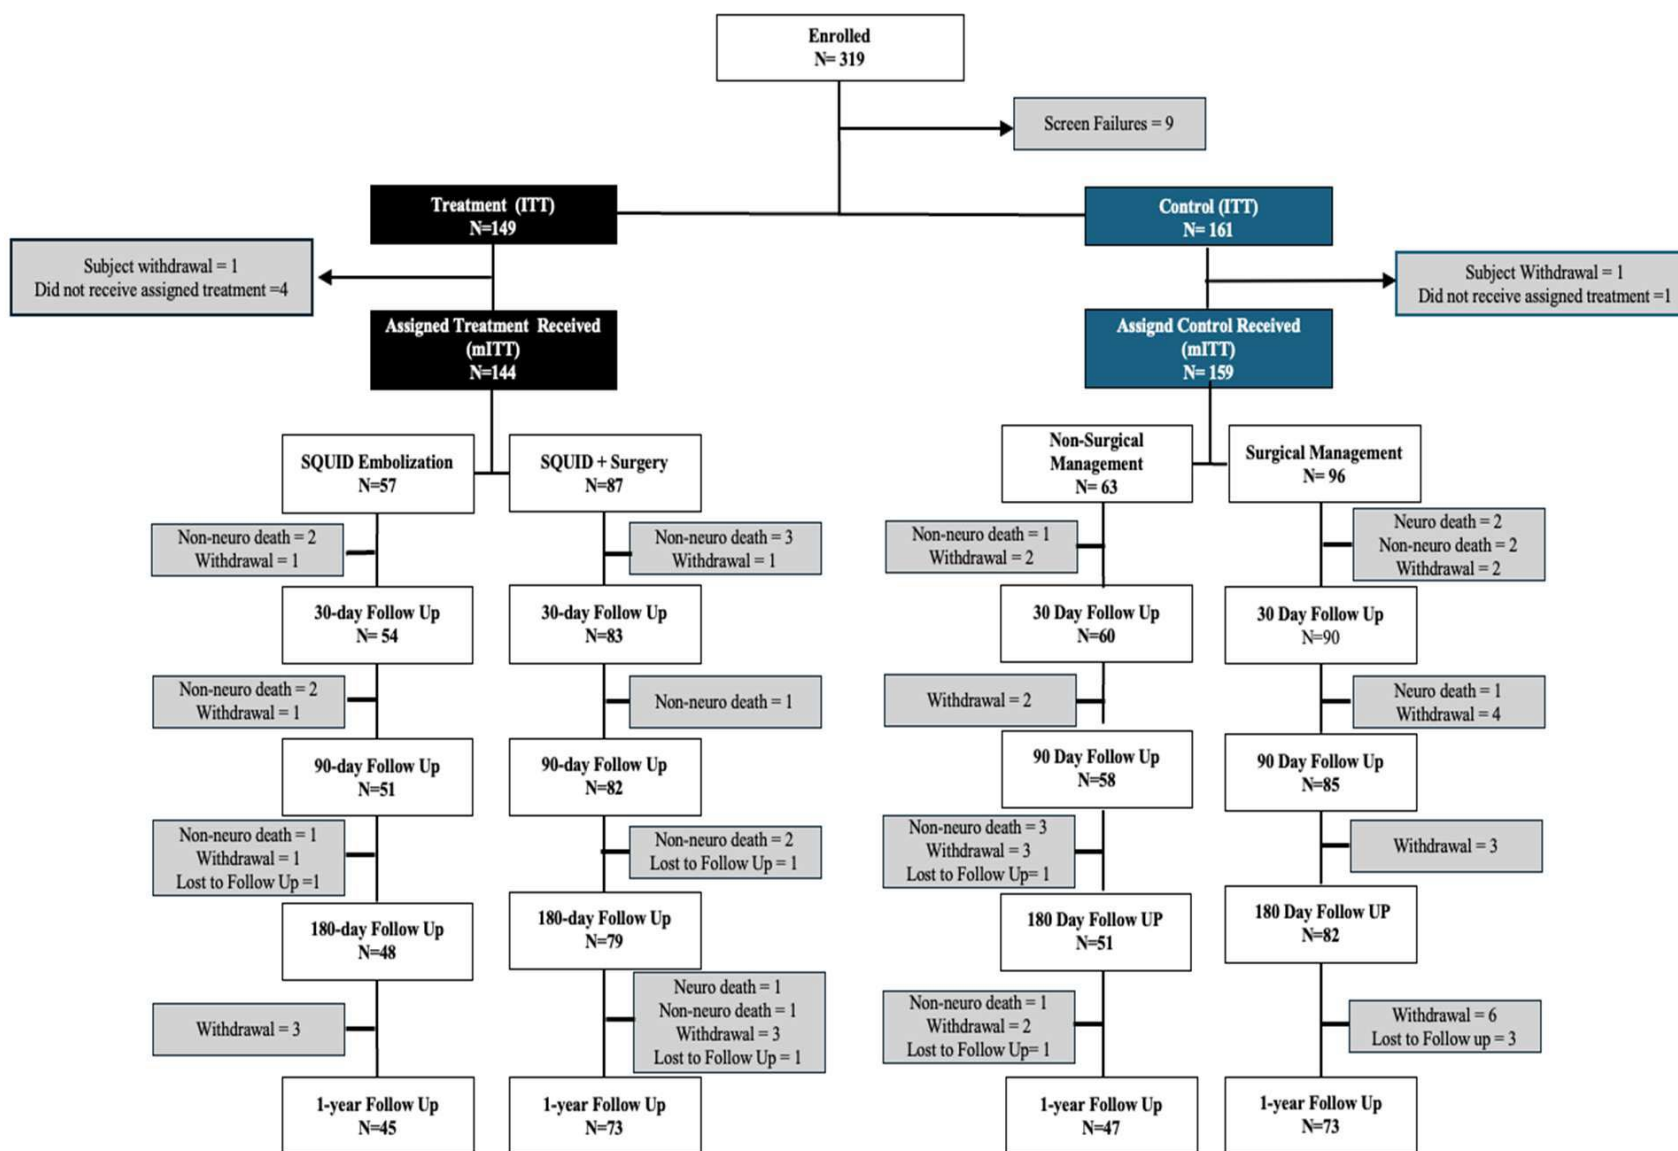 Enrolled
N= 319
Screen Failures = 9
Treatment (ITT)
N=149
Control (ITT)
N= 161
Subject withdrawal = 1
Did not receive assigned treatment =4
Subject Withdrawal = 1
Did not receive assigned treatment =1
Assigned Treatment Received
(mITT)
N=144
Assignd Control Received
(mITT)
N= 159
SQUID Embolization
N=57
SQUID + Surgery
N=87
Non-Surgical
Management
N= 63
Surgical Management
N= 96
Non-neuro death = 2
Withdrawal = 1
Non-neuro death = 3
Withdrawal = 1
Non-neuro death = 1
Withdrawal = 2
Neuro death = 2
Non-neuro death = 2
Withdrawal = 2
30-day Follow Up
N= 54
30-day Follow Up
N=83
30 Day Follow Up
N=60
30 Day Follow Up
N=90
Non-neuro death = 2
Withdrawal = 1
Non-neuro death = 1
Withdrawal = 2
Neuro death = 1
Withdrawal = 4
90-day Follow Up
N=51
90-day Follow Up
N=82
90 Day Follow Up
N=58
90 Day Follow Up
N=85
Non-neuro death = 1
Withdrawal = 1
Lost to Follow Up =1
Non-neuro death = 2
Lost to Follow Up = 1
Non-neuro death = 3
Withdrawal = 3
Lost to Follow Up= 1
Withdrawal = 3
180-day Follow Up
N=48
180-day Follow Up
N=79
180 Day Follow UP
N=51
180 Day Follow UP
N=82
Withdrawal = 3
Neuro death = 1
Non-neuro death = 1
Withdrawal = 3
Lost to Follow Up = 1
Non-neuro death = 1
Withdrawal = 2
Lost to Follow Up= 1
Withdrawal = 6
Lost to Follow up = 3
1-year Follow Up
N=45
1-year Follow Up
N=73
1-year Follow Up
N=47
1-year Follow Up
N=73